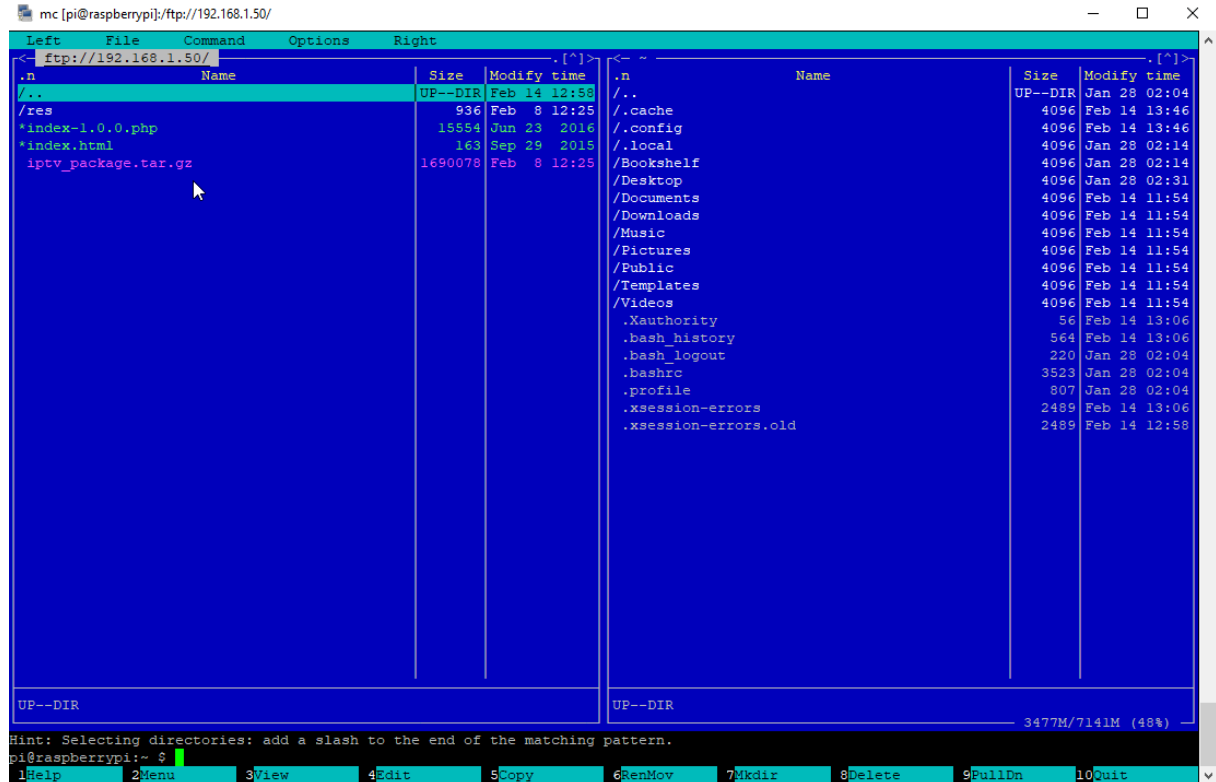 mc [pi@raspberrypi]:/ftp://192.168.1.50/
Left File Command Options Right
<- ftp://192.168.1.50/ .[^]> <- ~ .[^]>
.n Name Size Modify time .n Name Size Modify time
/.. UP--DIR Feb 14 12:58 /.. UP--DIR Jan 28 02:04
/res 936 Feb 8 12:25 /.cache 4096 Feb 14 13:46
*index-1.0.0.php 15554 Jun 23 2016 /.config 4096 Feb 14 13:46
*index.html 163 Sep 29 2015 /.local 4096 Jan 28 02:14
iptv_package.tar.gz 1690078 Feb 8 12:25 /Bookshelf 4096 Jan 28 02:14
/Desktop 4096 Jan 28 02:31
/Documents 4096 Feb 14 11:54
/Downloads 4096 Feb 14 11:54
/Music 4096 Feb 14 11:54
/Pictures 4096 Feb 14 11:54
/Public 4096 Feb 14 11:54
/Templates 4096 Feb 14 11:54
/Videos 4096 Feb 14 11:54
.Xauthority 56 Feb 14 13:06
.bash_history 564 Feb 14 13:06
.bash_logout 220 Jan 28 02:04
.bashrc 3523 Jan 28 02:04
.profile 807 Jan 28 02:04
.xsession-errors 2489 Feb 14 13:06
.xsession-errors.old 2489 Feb 14 12:58
UP--DIR UP--DIR
3477M/7141M (48%)
Hint: Selecting directories: add a slash to the end of the matching pattern.
pi@raspberrypi:~ $
1Help 2Menu 3View 4Edit 5Copy 6RenMov 7Mkdir 8Delete 9PullDn 10Quit